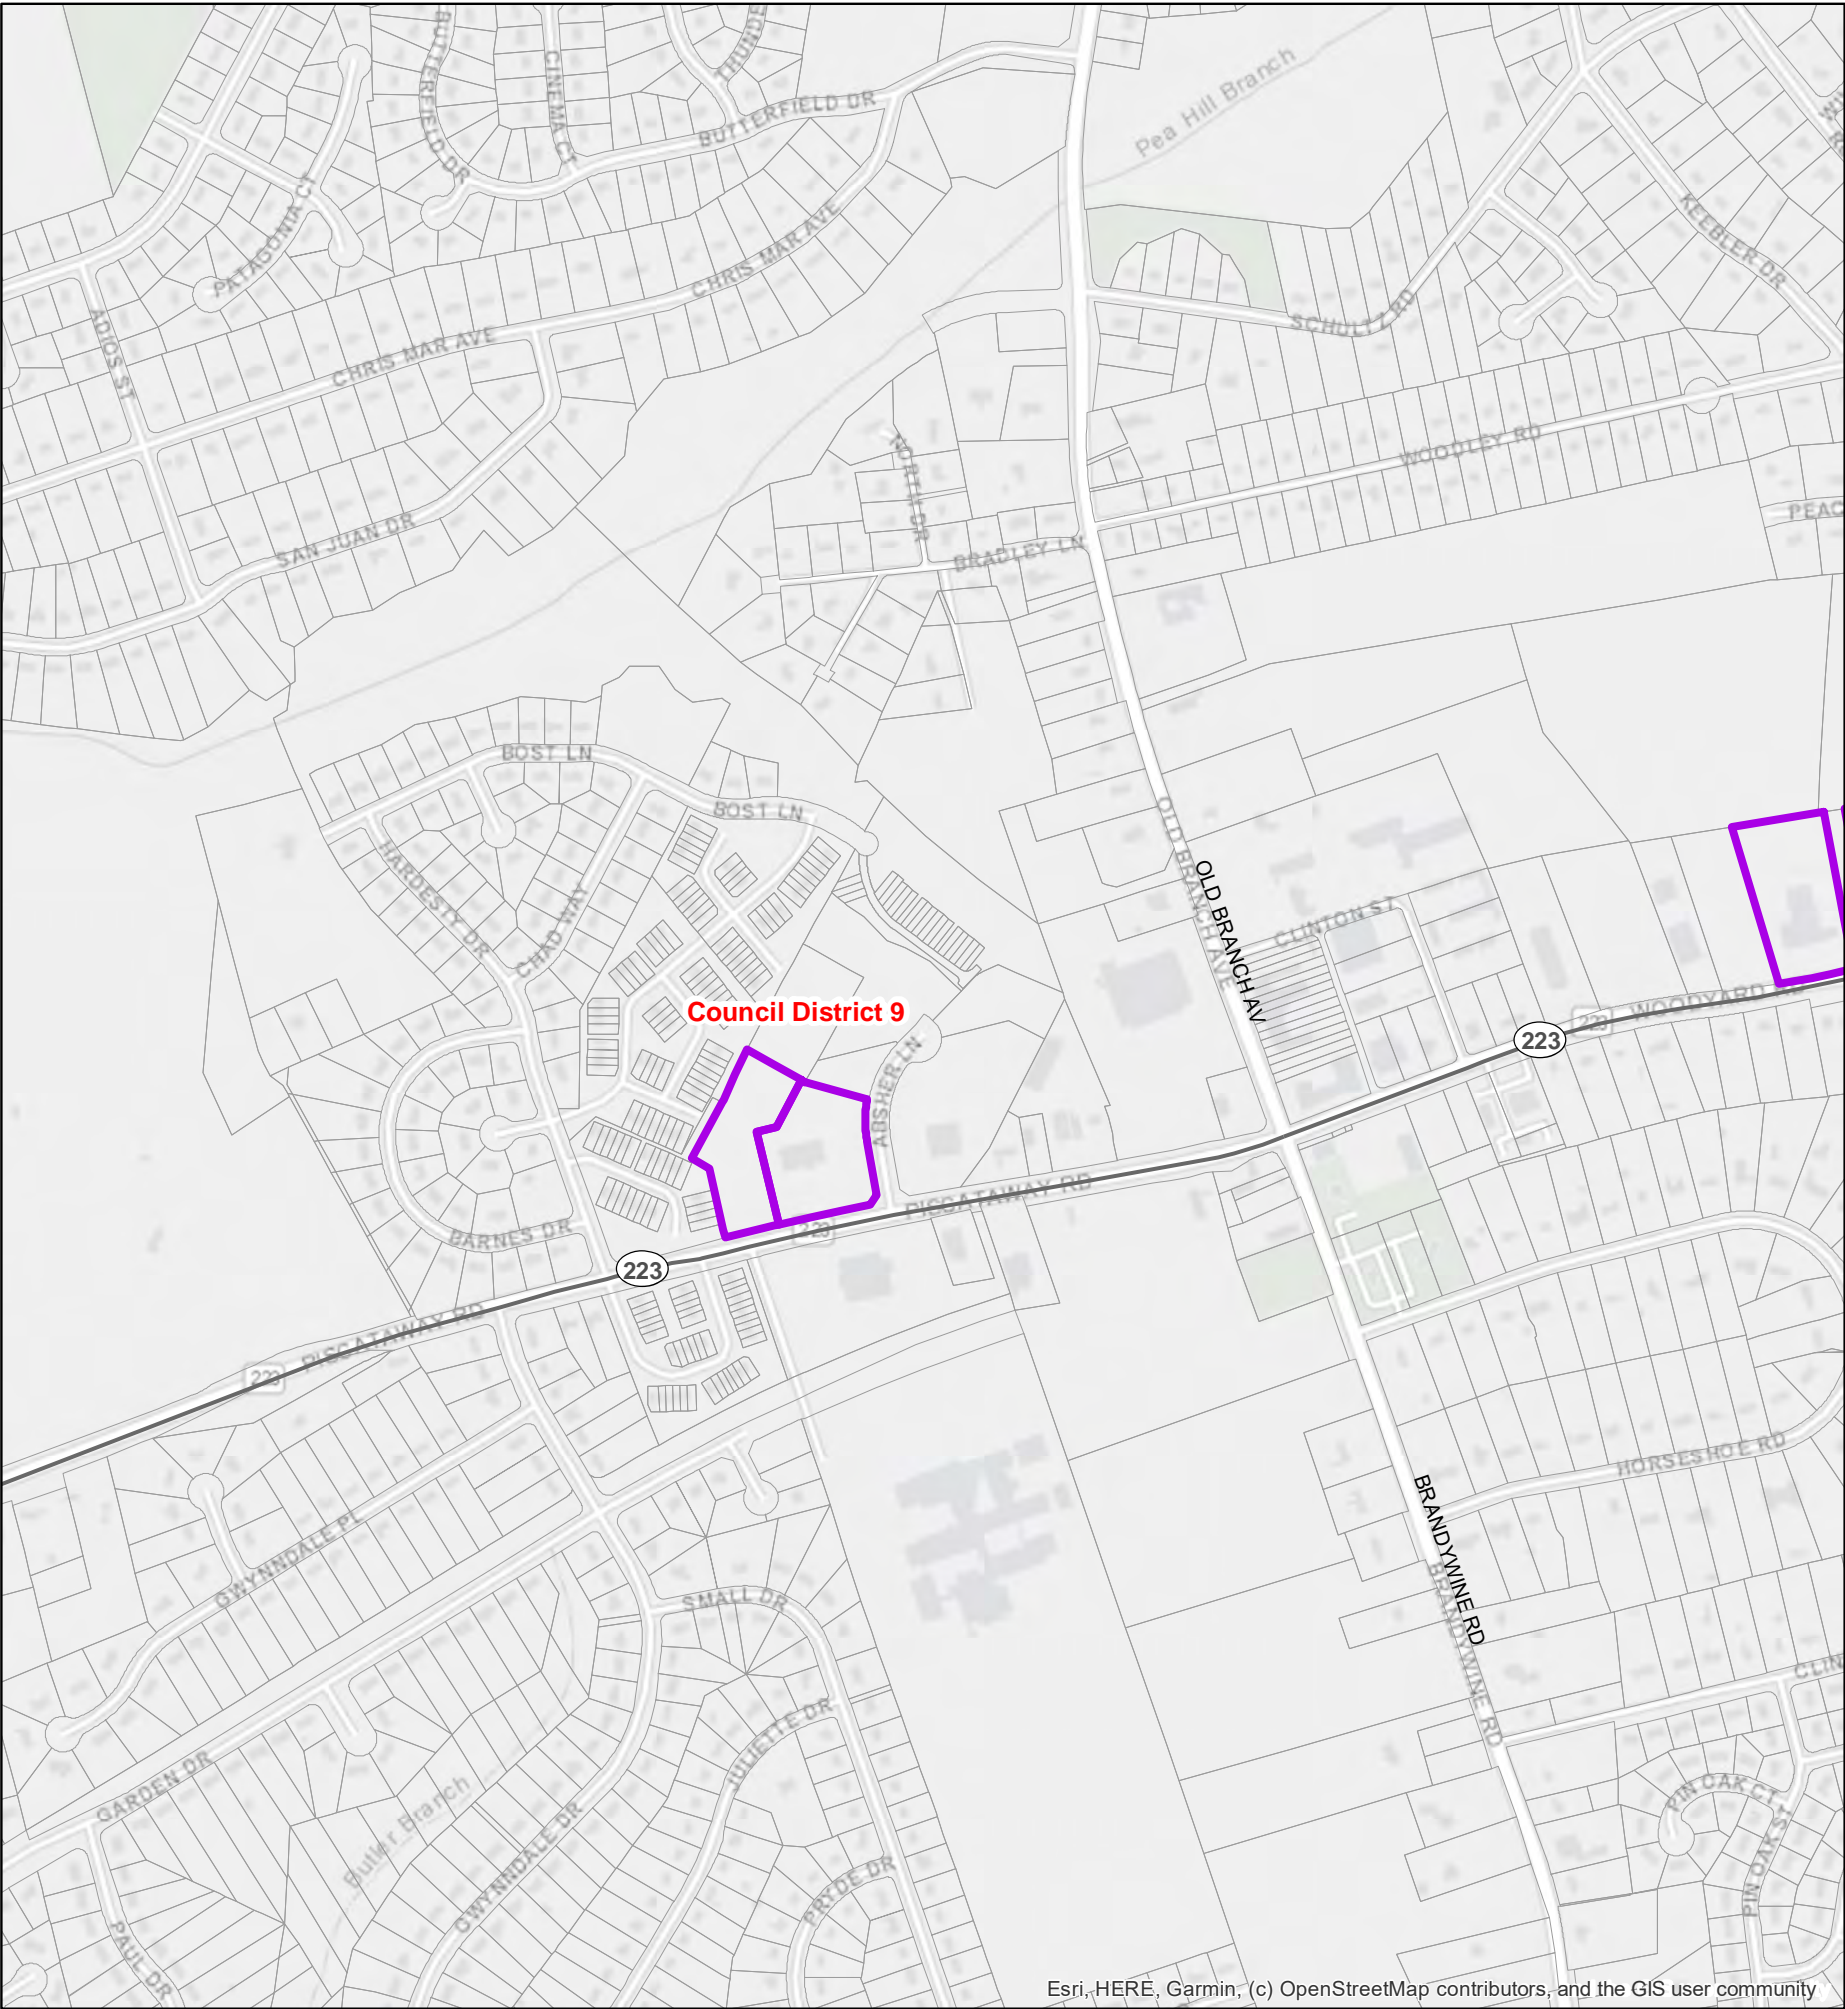 BUTTERFIELD DR
CINEMA CT
BUTTERFIELD DR
Pea Hill Branch
PATAGONIA CT
CHRIS MAR AVE
KEEBLER DR
ADIOS ST
CHRIS MAR AVE
SCHULTZ RD
NORTH DR
WOODLEY RD
SAN JUAN DR
BRADLEY LN
PEAC
BOST LN
BOST LN
HARDESTY DR
CHAD WAY
OLD BRANCH AVE
OLD BRANCH AV
CLINTON ST
Council District 9
223
WOODYARD RD
223
ABSHER LN
PISCATAWAY RD
223
BARNES DR
223
PISCATAWAY RD
223
HORSESHOE RD
GWYNNDALE PL
BRANDYWINE RD
BRANDYWINE RD
SMALL DR
CLIN
JULIETTE DR
GARDEN DR
PIN OAK CT
Butler Branch
GWYNNDALE DR
PIN OAK ST
PRYDE DR
PAUL DR
Esri, HERE, Garmin, (c) OpenStreetMap contributors, and the GIS user community